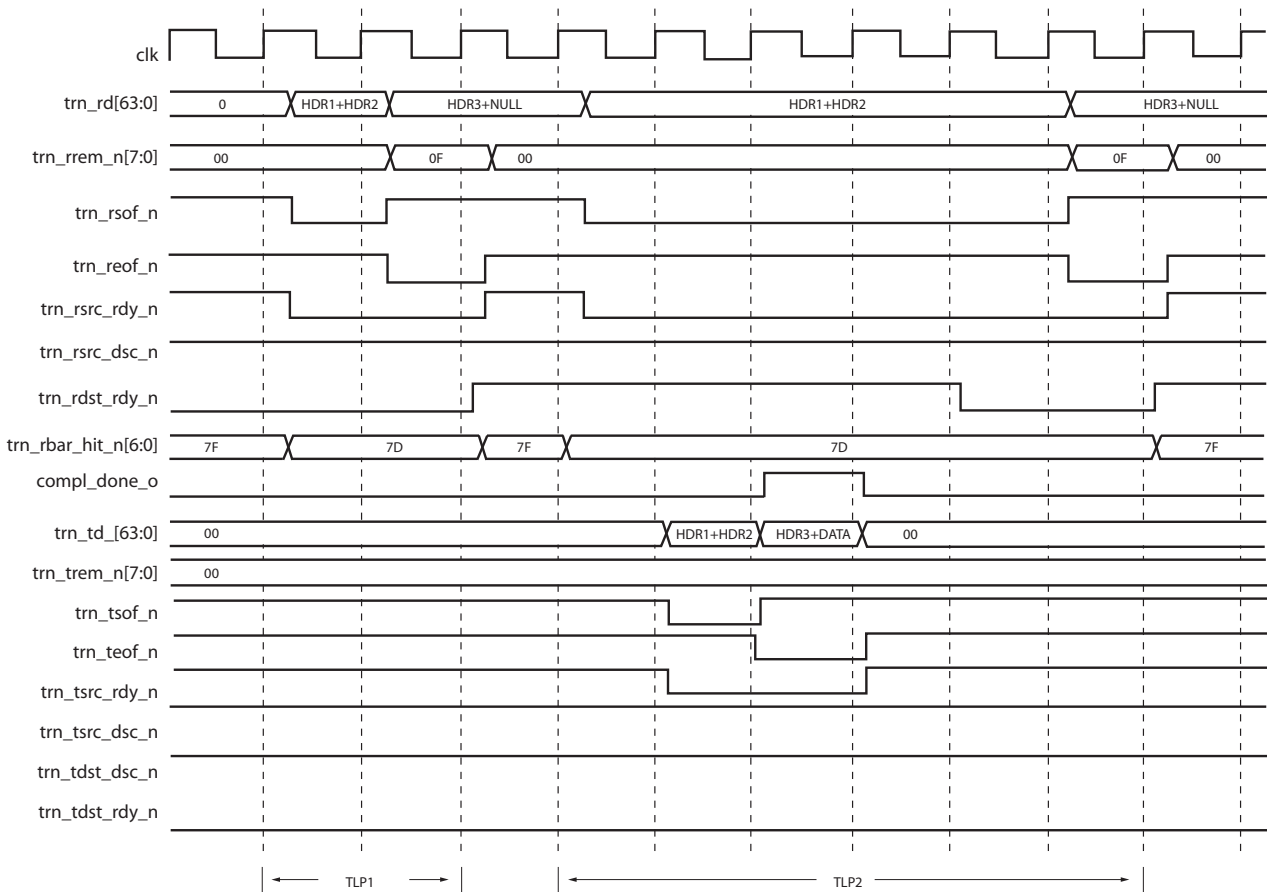 clk
trn_rd[63:0] 0 HDR1+HDR2 HDR3+NULL HDR1+HDR2 HDR3+NULL
trn_rrem_n[7:0] 00 0F 00 0F 00
trn_rsof_n
trn_reof_n
trn_rsrc_rdy_n
trn_rsrc_dsc_n
trn_rdst_rdy_n
trn_rbar_hit_n[6:0] 7F 7D 7F 7D 7F
compl_done_o
trn_td_[63:0] 00 HDR1+HDR2 HDR3+DATA 00
trn_trem_n[7:0] 00
trn_tsof_n
trn_teof_n
trn_tsrc_rdy_n
trn_tsrc_dsc_n
trn_tdst_dsc_n
trn_tdst_rdy_n
TLP1 TLP2